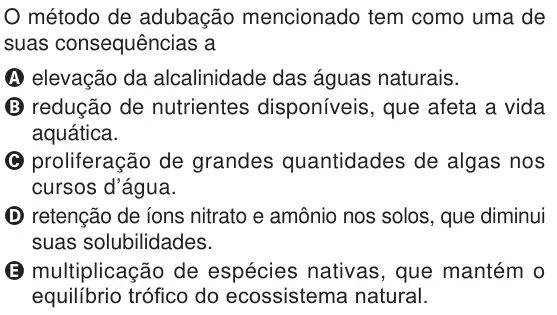 O método de adubação mencionado tem como uma de
suas consequências a
A elevação da alcalinidade das águas naturais.
B redução de nutrientes disponíveis, que afeta a vida
aquática.
C proliferação de grandes quantidades de algas nos
cursos d’água.
D retenção de íons nitrato e amônio nos solos, que diminui
suas solubilidades.
E multiplicação de espécies nativas, que mantém o
equilíbrio trófico do ecossistema natural.